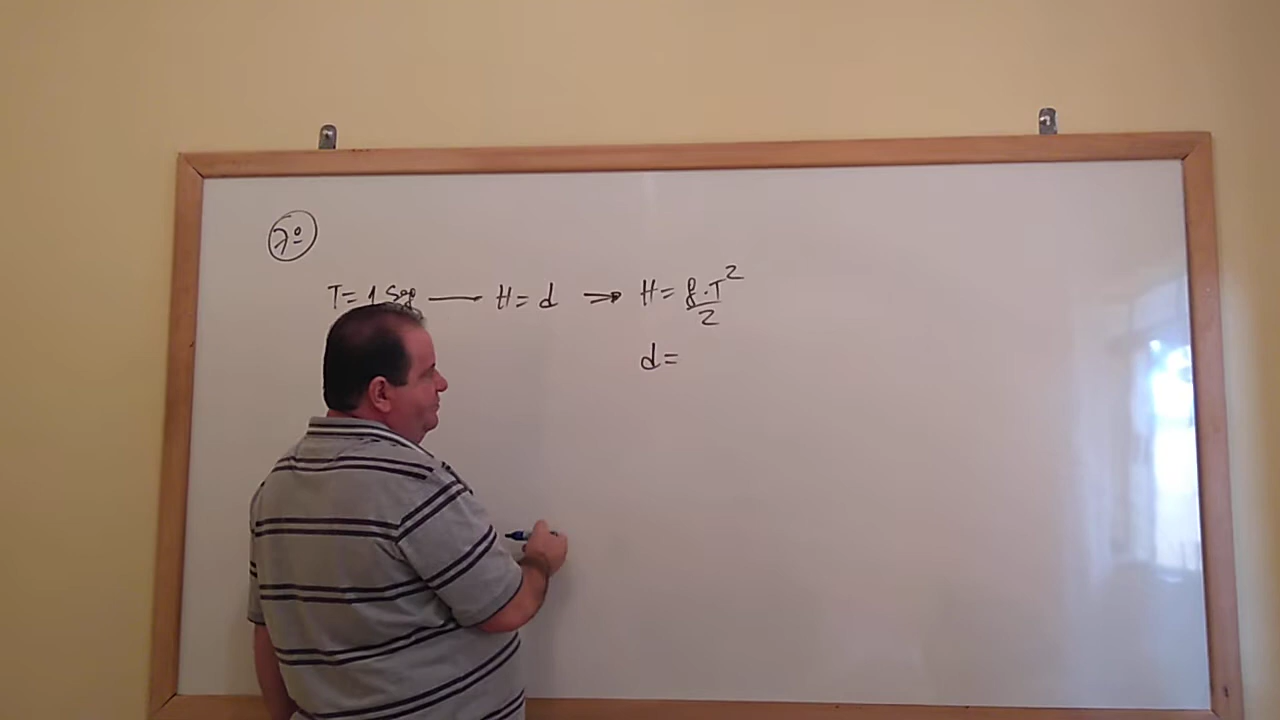 7º
T = 1 Seg — H = d ⇒ H = g.T²/2
d =